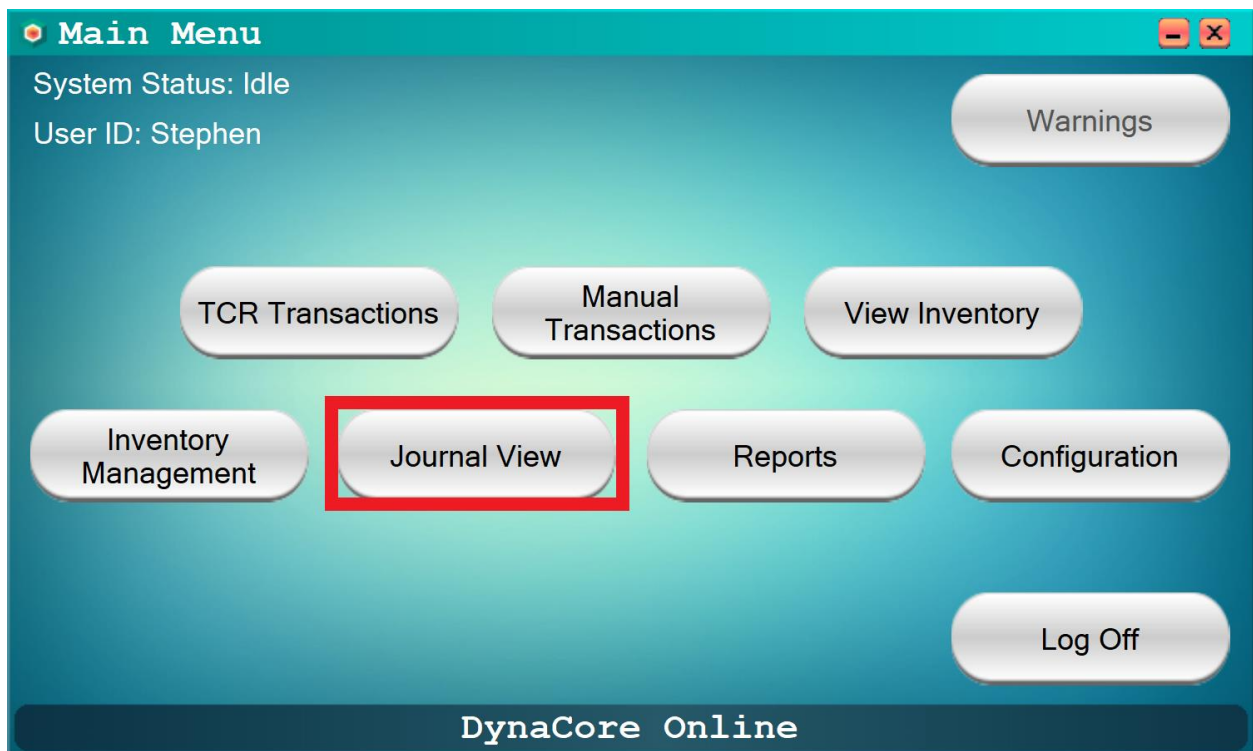 Main Menu
System Status: Idle
User ID: Stephen
Warnings
TCR Transactions
Manual
Transactions
View Inventory
Inventory
Management
Journal View
Reports
Configuration
Log Off
DynaCore Online